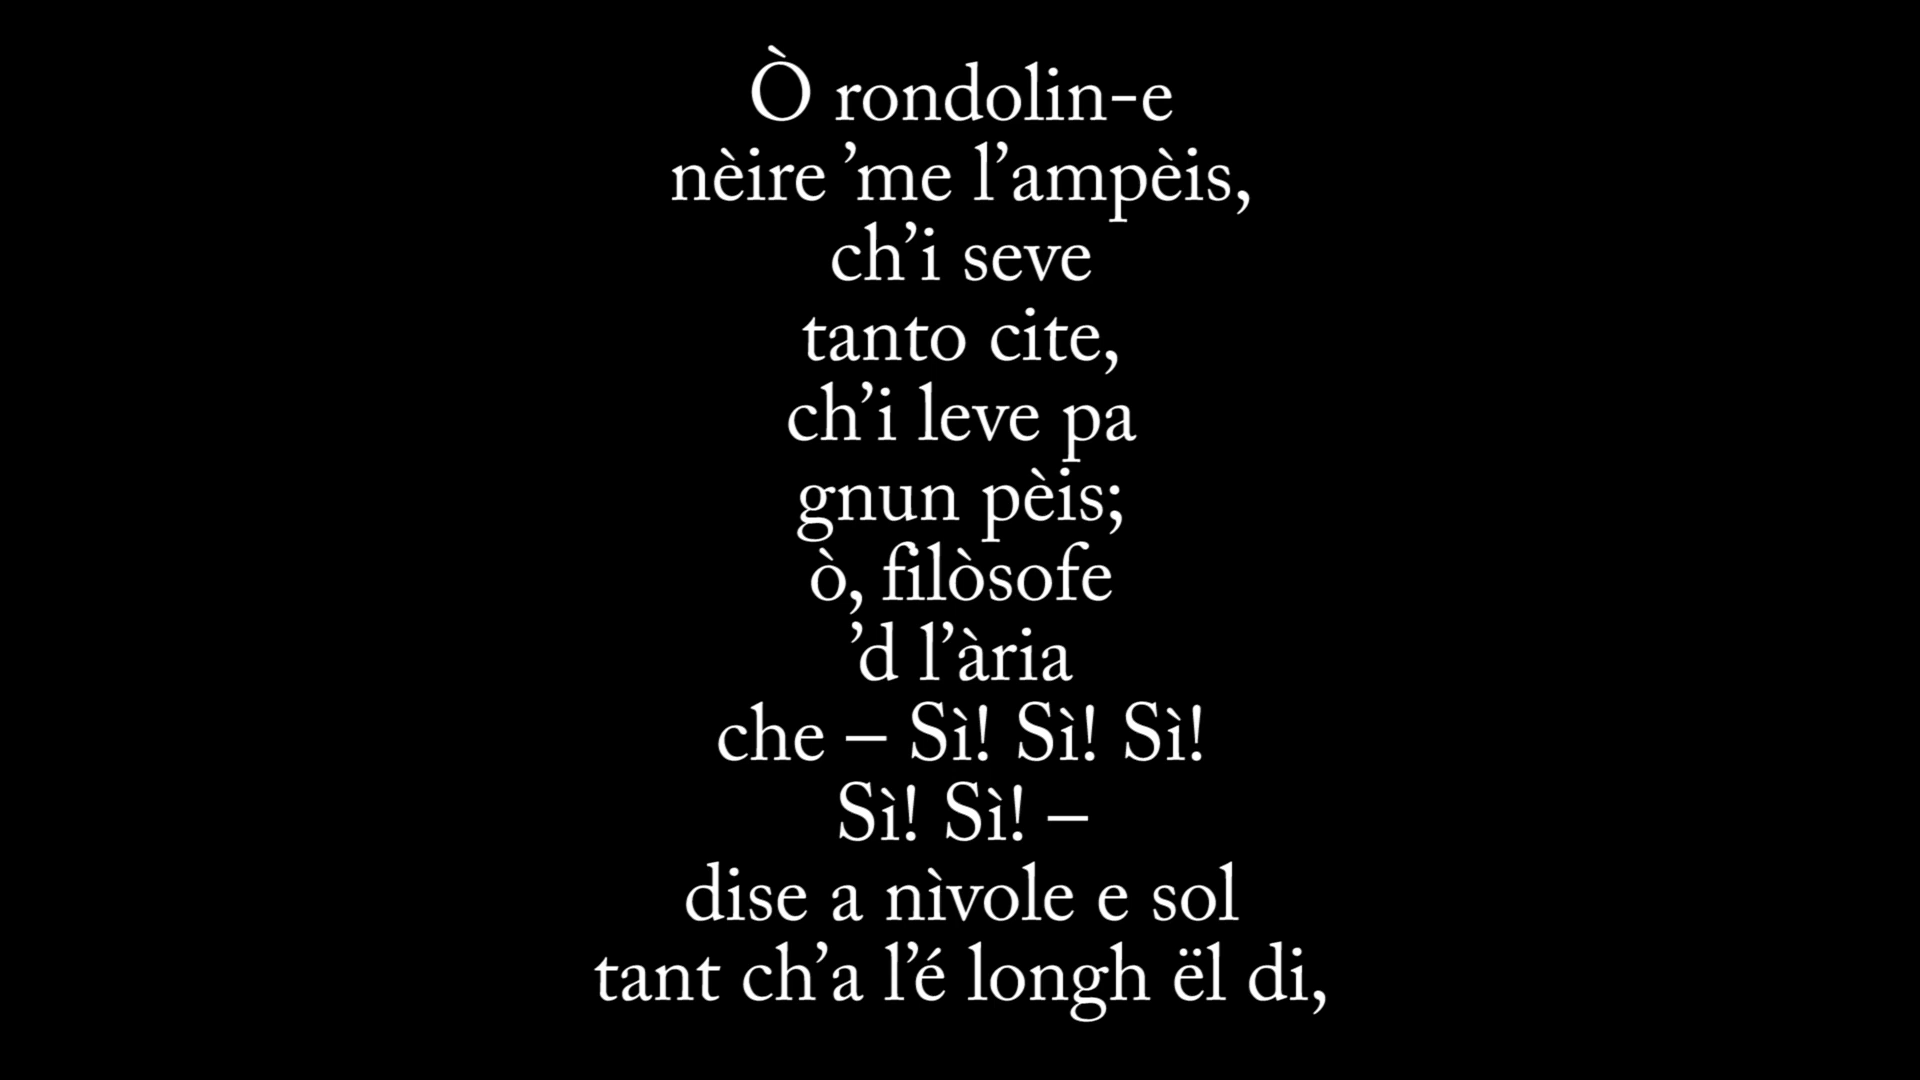 Ò rondolin-e
nèire ’me l’ampèis,
ch’i seve
tanto cite,
ch’i leve pa
gnun pèis;
ò, filòsofe
’d l’ària
che – Sì! Sì! Sì!
Sì! Sì! –
dise a nìvole e sol
tant ch’a l’é longh ël di,